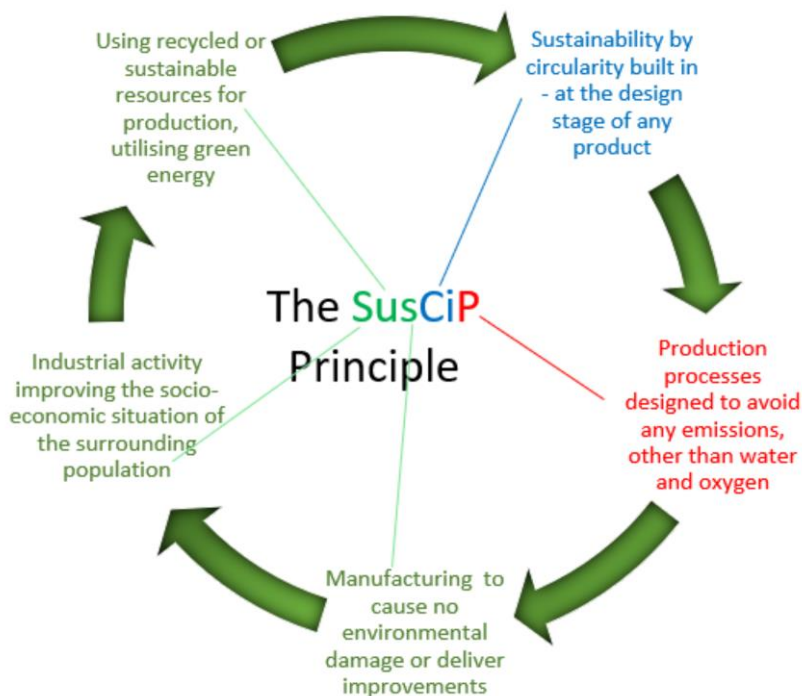 Using recycled or
sustainable
resources for
production,
utilising green
energy
Sustainability by
circularity built in
- at the design
stage of any
product
The SusCiP
Principle
Production
processes
designed to avoid
any emissions,
other than water
and oxygen
Manufacturing to
cause no
environmental
damage or deliver
improvements
Industrial activity
improving the socio-
economic situation of
the surrounding
population